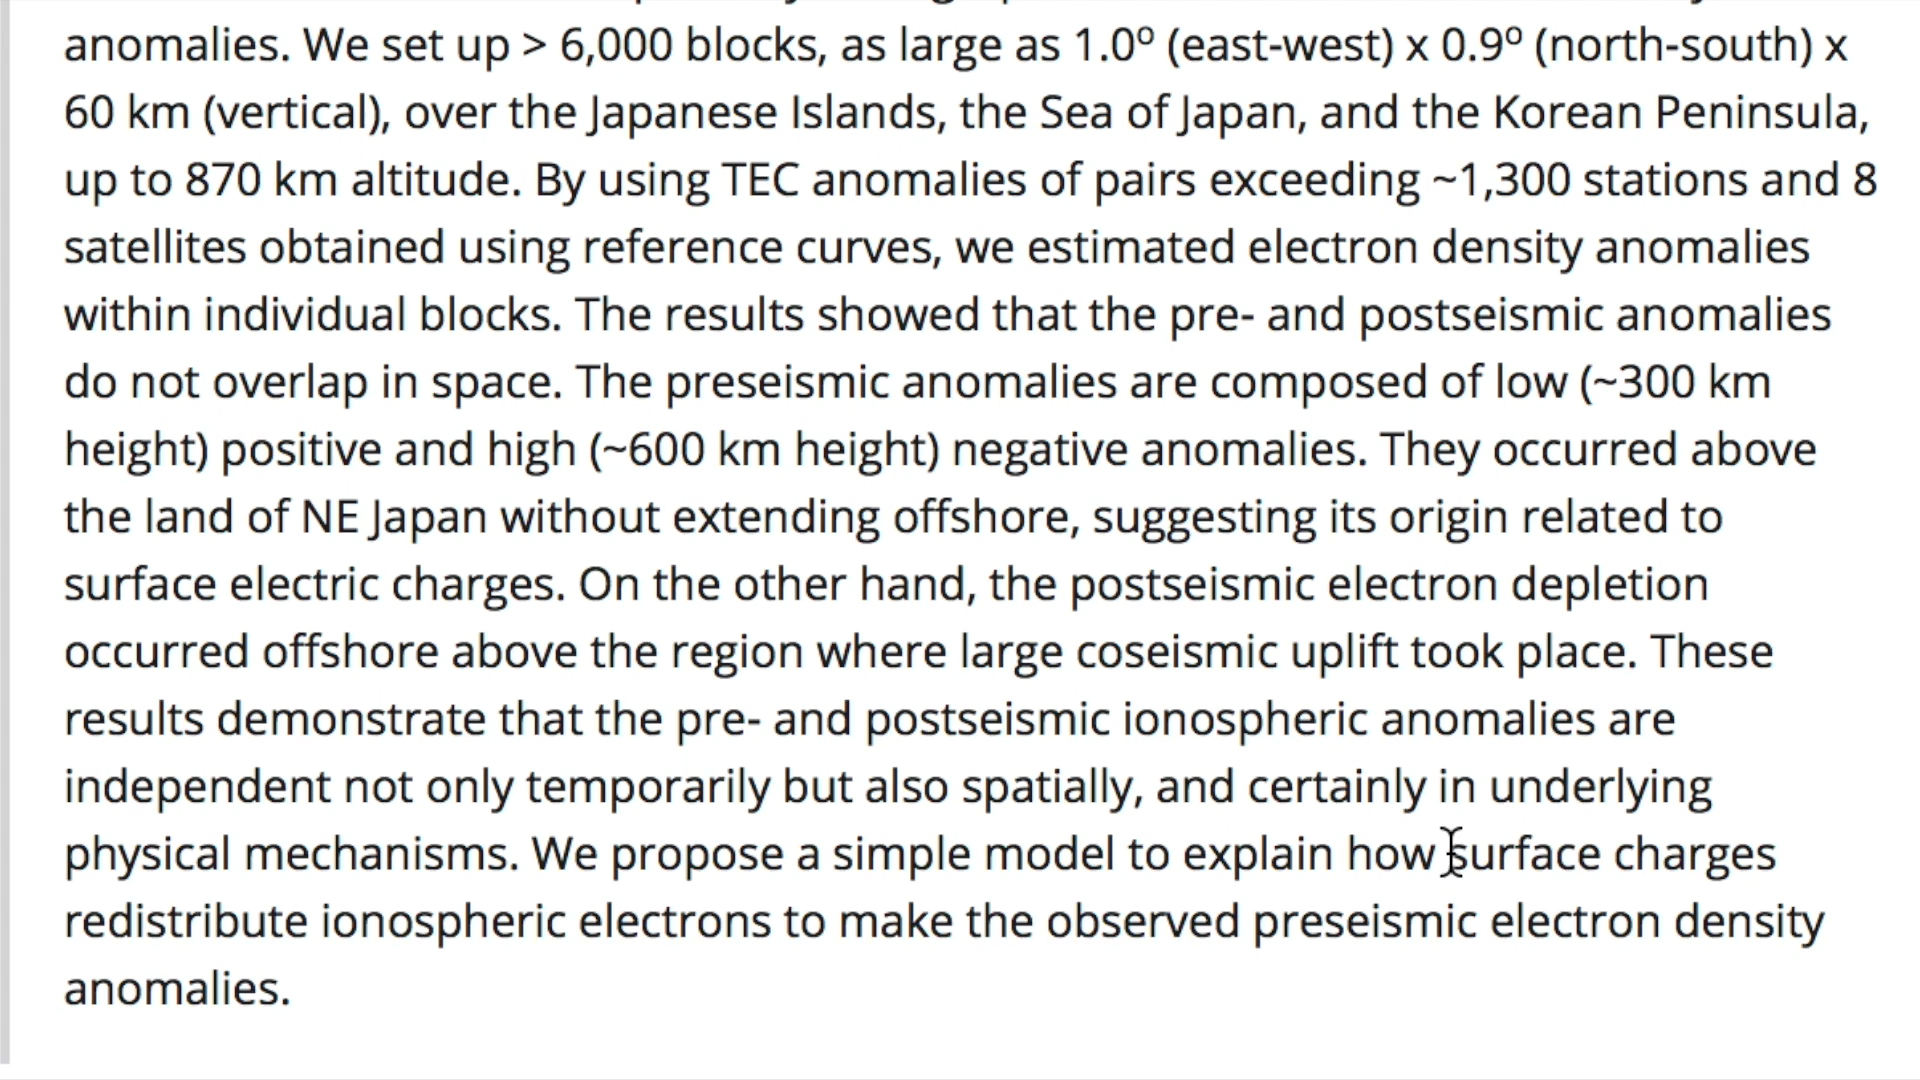 anomalies. We set up > 6,000 blocks, as large as 1.0º (east-west) x 0.9º (north-south) x
60 km (vertical), over the Japanese Islands, the Sea of Japan, and the Korean Peninsula,
up to 870 km altitude. By using TEC anomalies of pairs exceeding ~1,300 stations and 8
satellites obtained using reference curves, we estimated electron density anomalies
within individual blocks. The results showed that the pre- and postseismic anomalies
do not overlap in space. The preseismic anomalies are composed of low (~300 km
height) positive and high (~600 km height) negative anomalies. They occurred above
the land of NE Japan without extending offshore, suggesting its origin related to
surface electric charges. On the other hand, the postseismic electron depletion
occurred offshore above the region where large coseismic uplift took place. These
results demonstrate that the pre- and postseismic ionospheric anomalies are
independent not only temporarily but also spatially, and certainly in underlying
physical mechanisms. We propose a simple model to explain how surface charges
redistribute ionospheric electrons to make the observed preseismic electron density
anomalies.